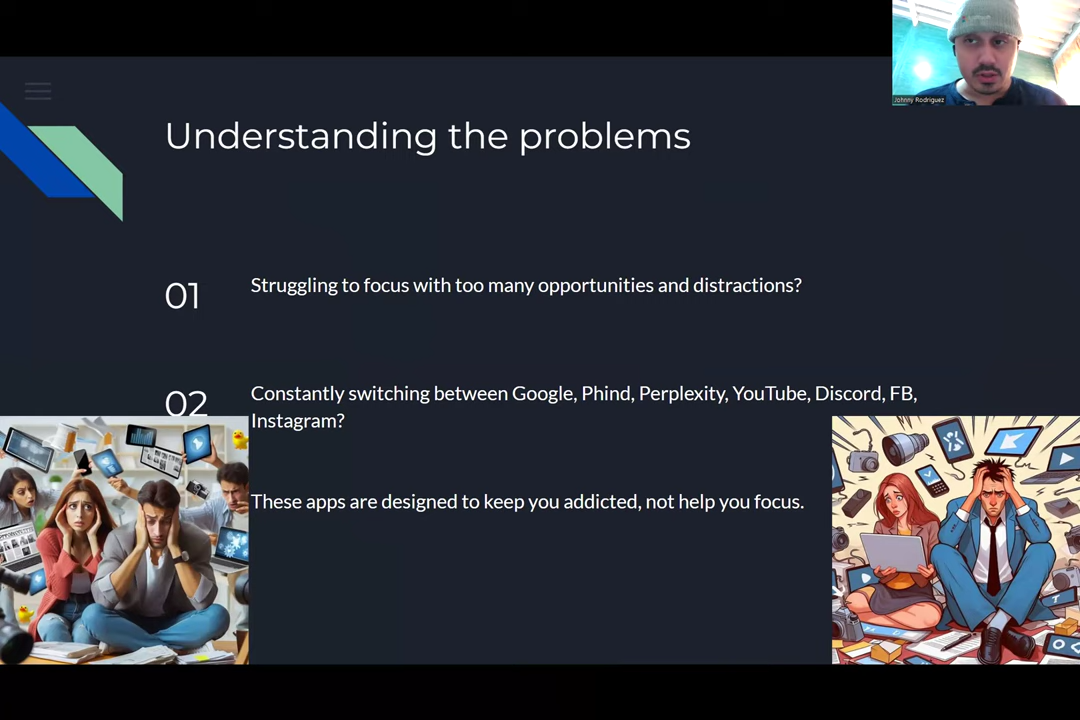 Johnny Rodriguez
Understanding the problems
01
Struggling to focus with too many opportunities and distractions?
02
Constantly switching between Google, Phind, Perplexity, YouTube, Discord, FB,
Instagram?
These apps are designed to keep you addicted, not help you focus.